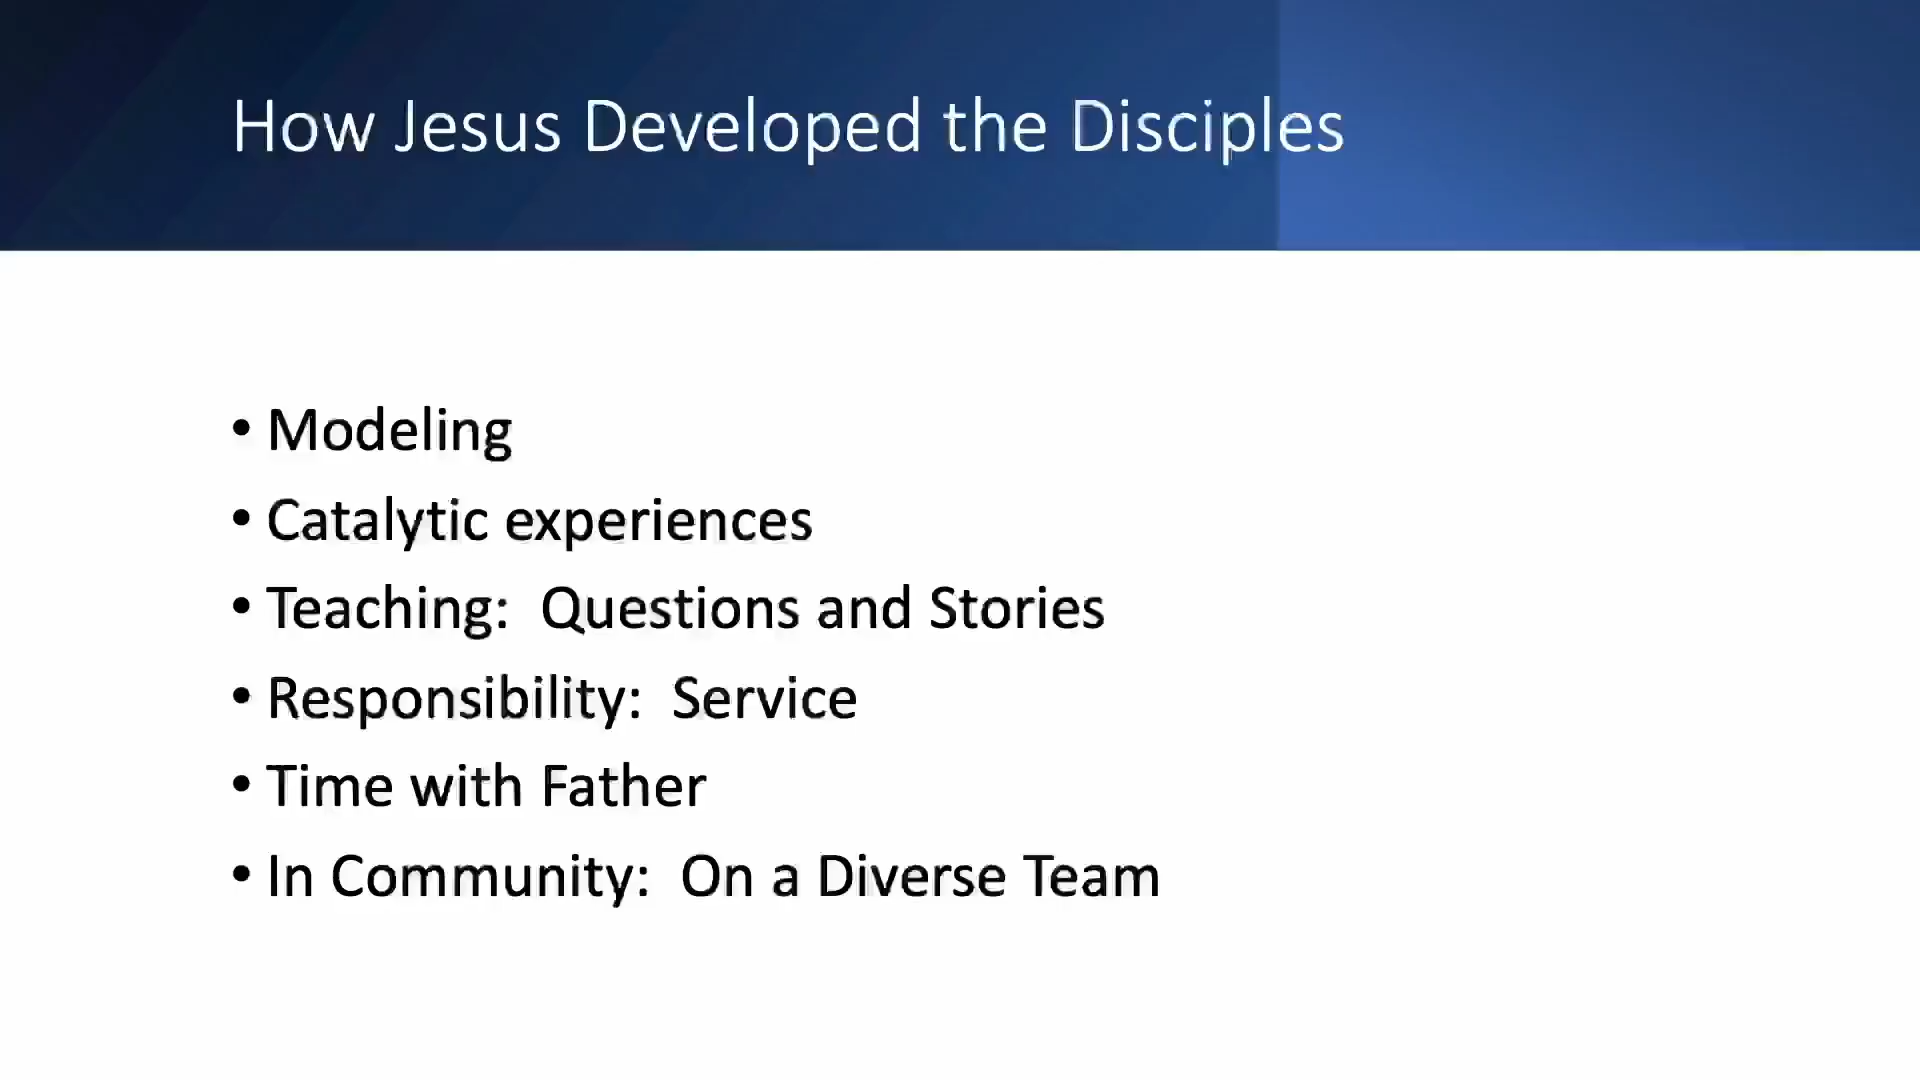 How Jesus Developed the Disciples
• Modeling
• Catalytic experiences
• Teaching:  Questions and Stories
• Responsibility:  Service
• Time with Father
• In Community:  On a Diverse Team